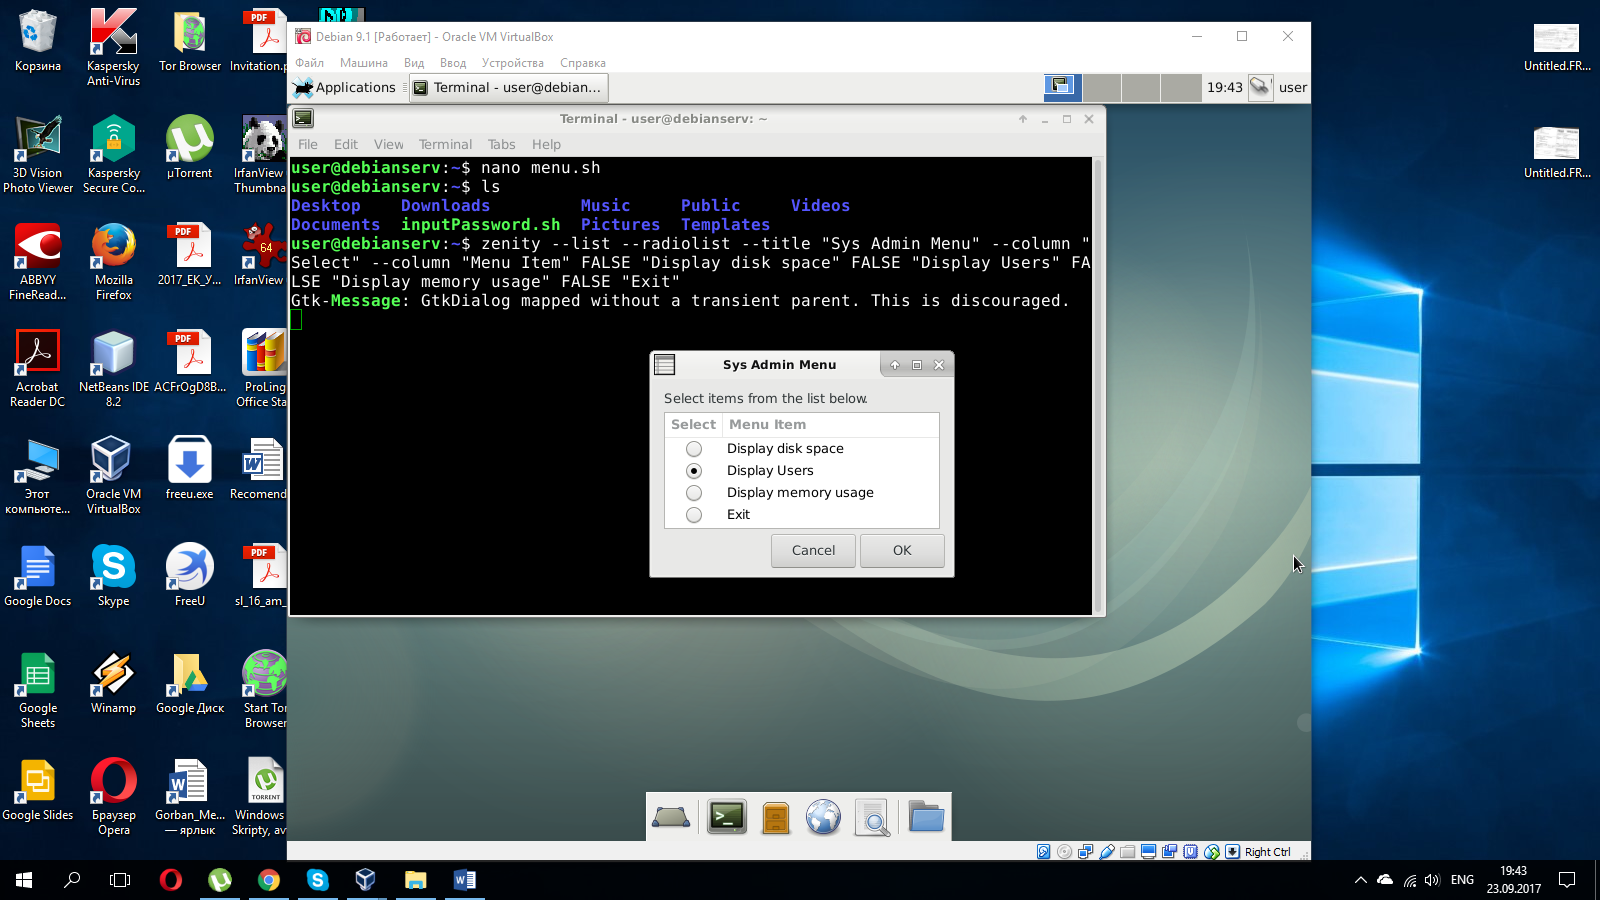 Корзина
Kaspersky
Anti-Virus
Tor Browser
Invitation.p
3D Vision
Photo Viewer
Kaspersky
Secure Co...
µTorrent
IrfanView
Thumbna
ABBYY
FineRead...
Mozilla
Firefox
PDF
2017_EK_У...
64
IrfanView
Acrobat
Reader DC
NetBeans IDE
8.2
PDF
ACFrOgD8B...
ProLing
Office Sta
Этот
компьюте...
Oracle VM
VirtualBox
freeu.exe
Recomend
Google Docs
Skype
FreeU
PDF
sl_16_am_
Google
Sheets
Winamp
Google Диск
Start Tor
Browser
Google Slides
Браузер
Opera
Gorban_Me...
— ярлык
TORRENT
Windows
Skripty, av
PDF
Untitled.FR...
Untitled.FR...
Debian 9.1 [Работает] - Oracle VM VirtualBox
Файл Машина Вид Ввод Устройства Справка
Applications Terminal - user@debian... 19:43 user
Terminal - user@debianserv: ~
File Edit View Terminal Tabs Help
user@debianserv:~$ nano menu.sh
user@debianserv:~$ ls
Desktop Downloads Music Public Videos
Documents inputPassword.sh Pictures Templates
user@debianserv:~$ zenity --list --radiolist --title "Sys Admin Menu" --column "
Select" --column "Menu Item" FALSE "Display disk space" FALSE "Display Users" FA
LSE "Display memory usage" FALSE "Exit"
Gtk-Message: GtkDialog mapped without a transient parent. This is discouraged.
Sys Admin Menu
Select items from the list below.
Select Menu Item
Display disk space
Display Users
Display memory usage
Exit
Cancel OK
Right Ctrl
ENG
19:43
23.09.2017